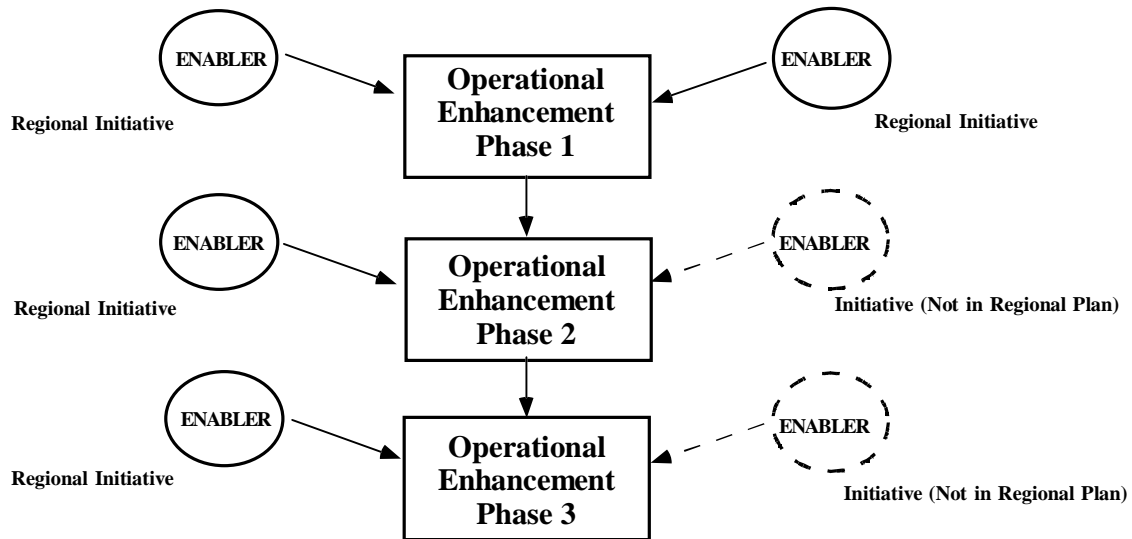 ENABLER
Regional Initiative
Operational
Enhancement
Phase 1
ENABLER
Regional Initiative
ENABLER
Regional Initiative
Operational
Enhancement
Phase 2
ENABLER
Initiative (Not in Regional Plan)
ENABLER
Regional Initiative
Operational
Enhancement
Phase 3
ENABLER
Initiative (Not in Regional Plan)